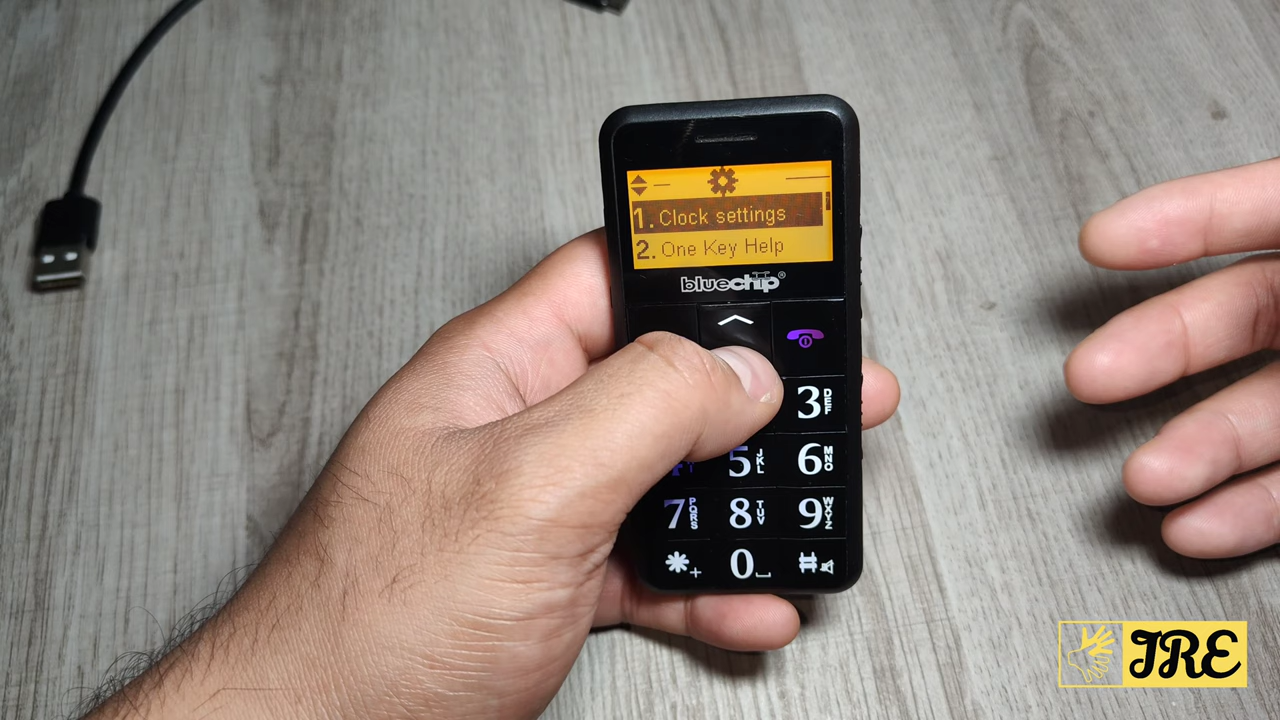 1. Clock settings
2. One Key Help
bluechip®
3 DEF
5 JKL
6 MNO
7 PQRS
8 TUV
9 WXYZ
* +
0
#
JRE